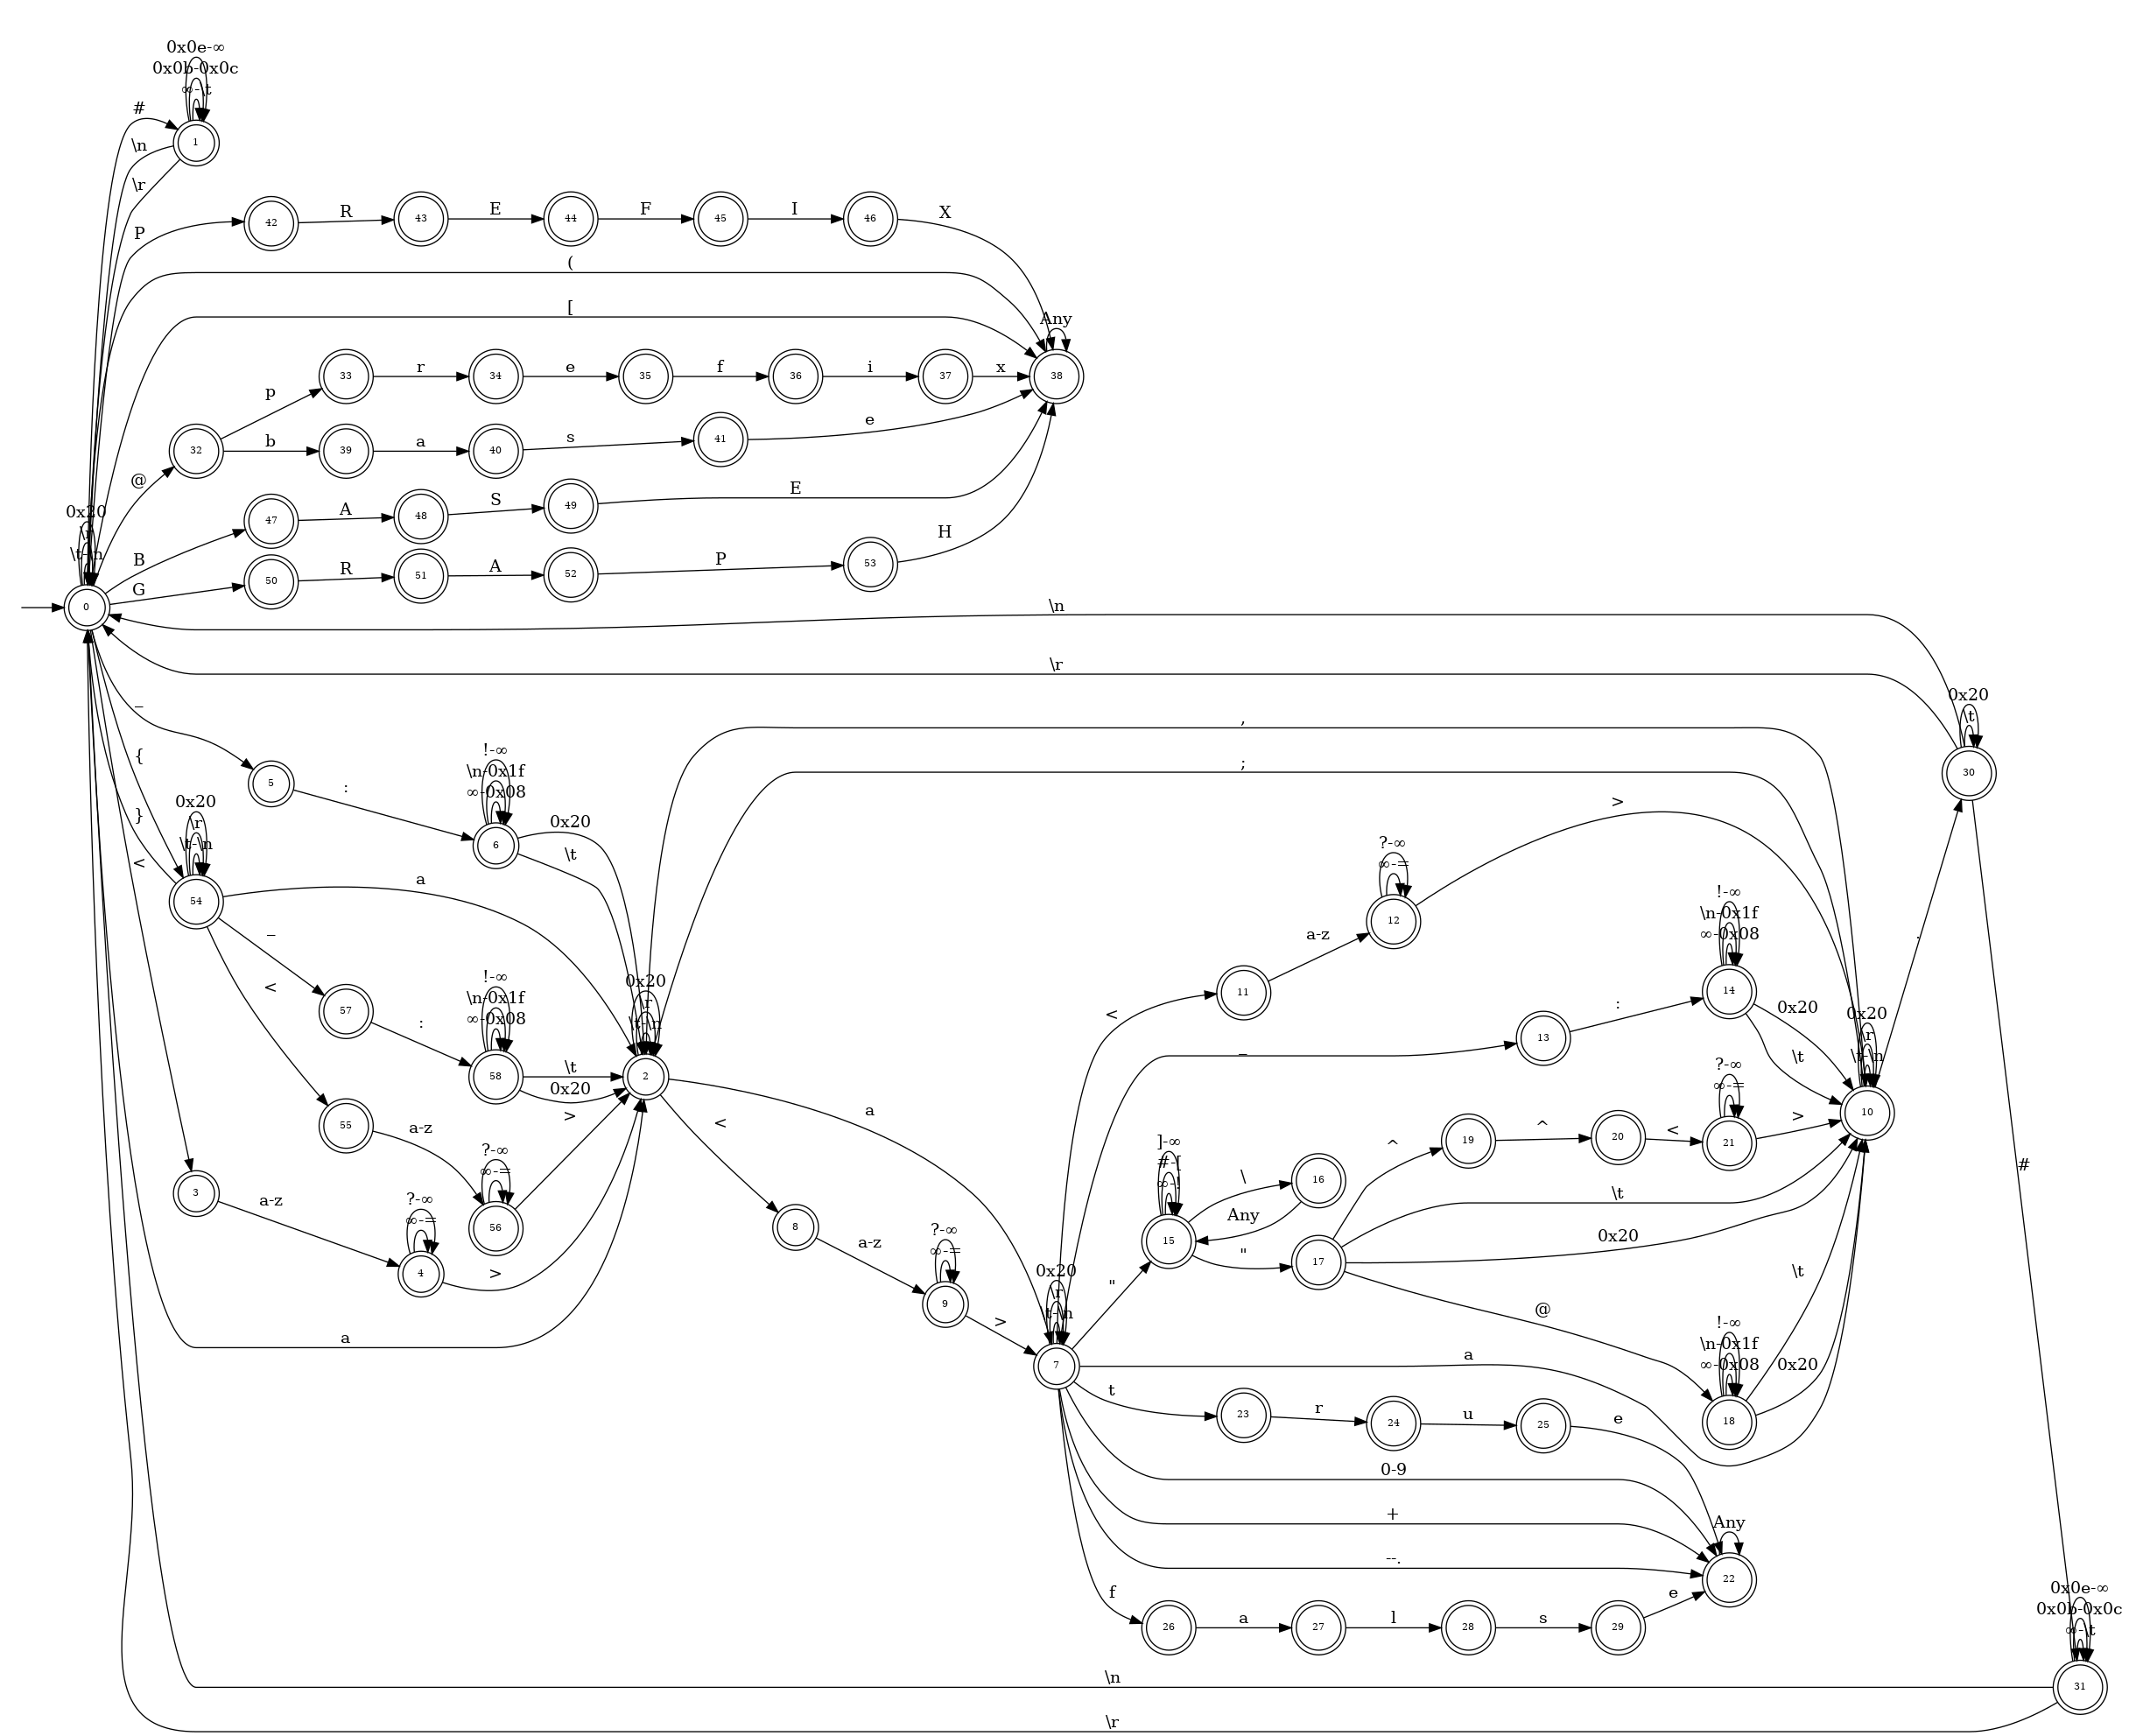 0x0e-∞
0x0b-0x0c
∞-\t
#
1
\n
\r
P
42
R
43
E
44
F
45
I
46
X
(
[
Any
38
@
32
p
33
r
34
e
35
f
36
i
37
x
b
39
a
40
s
41
e
0x20
\r
\t-\n
0
B
47
A
48
S
49
E
G
50
R
51
A
52
P
53
H
\n
\r
0x20
\t
30
_
5
:
!-∞
\n-0x1f
∞-0x08
6
0x20
\t
,
;
{
}
<
0x20
\r
\t-\n
54
a
_
<
57
:
!-∞
\n-0x1f
∞-0x08
58
\t
0x20
0x20
\r
\t-\n
2
a
<
55
a-z
?-∞
∞-=
56
>
3
a-z
?-∞
∞-=
4
>
a
8
a-z
?-∞
∞-=
9
>
0x20
\r
\t-\n
7
<
11
a-z
?-∞
∞-=
12
>
_
13
:
!-∞
\n-0x1f
∞-0x08
14
0x20
\t
0x20
\r
\t-\n
10
.
"
]-∞
#-[
∞-!
15
\
16
Any
"
17
^
19
^
20
<
?-∞
∞-=
21
>
\t
0x20
@
!-∞
\n-0x1f
∞-0x08
18
\t
0x20
a
t
23
r
24
u
25
e
0-9
+
--.
Any
22
f
26
a
27
l
28
s
29
e
#
0x0e-∞
0x0b-0x0c
∞-\t
31
\n
\r